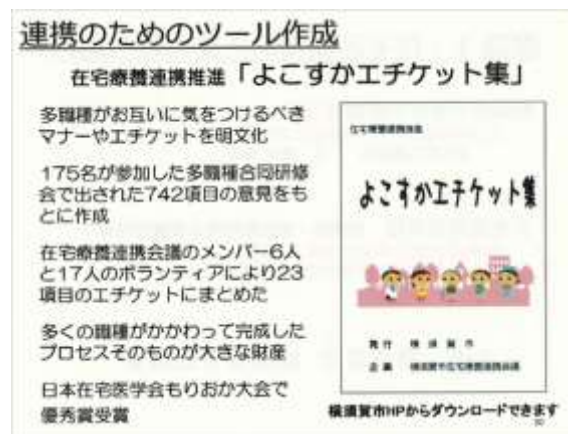 連携のためのツール作成
在宅療養連携推進「よこすかエチケット集」
多職種がお互いに気をつけるべき
マナーやエチケットを明文化
175名が参加した多職種合同研修
会で出された742項目の意見をも
とに作成
在宅療養連携会議のメンバー6人
と17人のボランティアにより23
項目のエチケットにまとめた
多くの職種がかかわって完成した
プロセスそのものが大きな財産
日本在宅医学会もりおか大会で
優秀賞受賞
在宅療養連携推進
よこすかエチケット集
発行 横須賀市
企画 横須賀市在宅療養連携会議
横須賀市HPからダウンロードできます